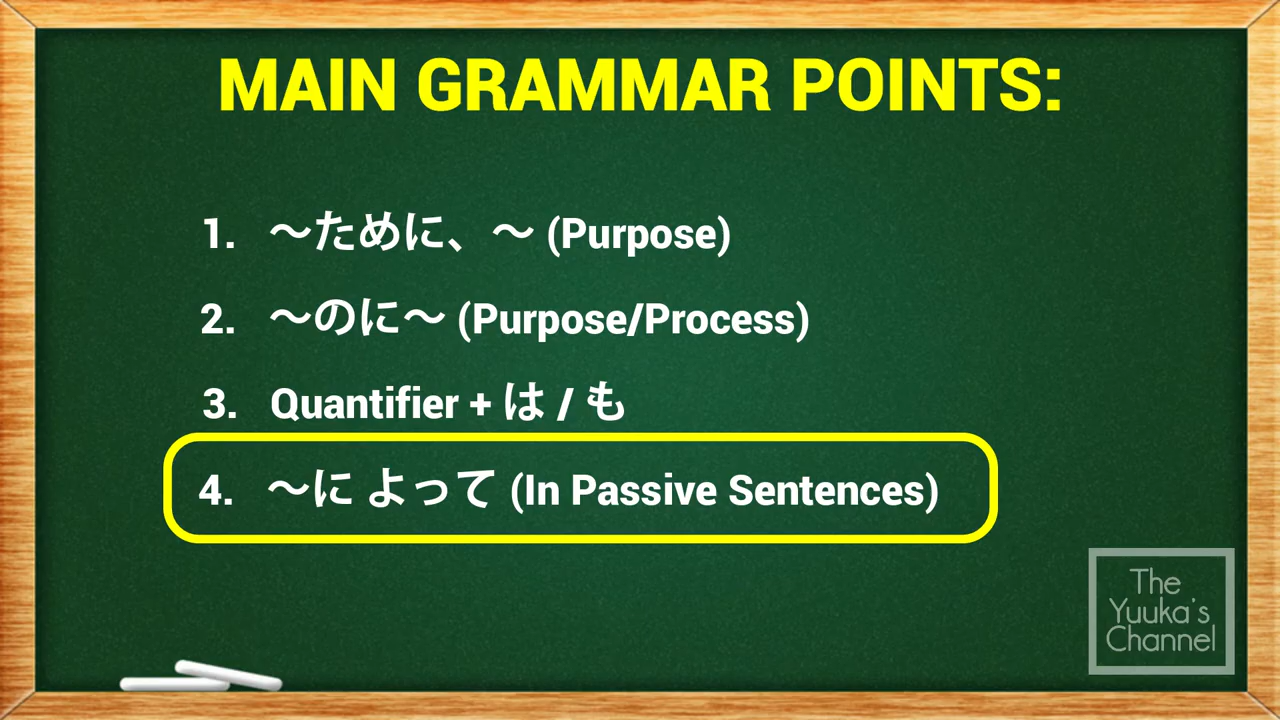 MAIN GRAMMAR POINTS:
1. ～ために、～ (Purpose)
2. ～のに～ (Purpose/Process)
3. Quantifier + は / も
4. ～に よって (In Passive Sentences)
The
Yuuka's
Channel